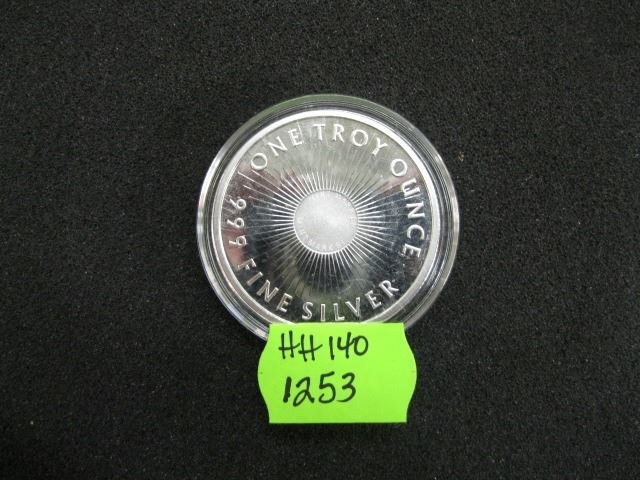 ONE TROY OUNCE
999 FINE SILVER
HH 140
1253